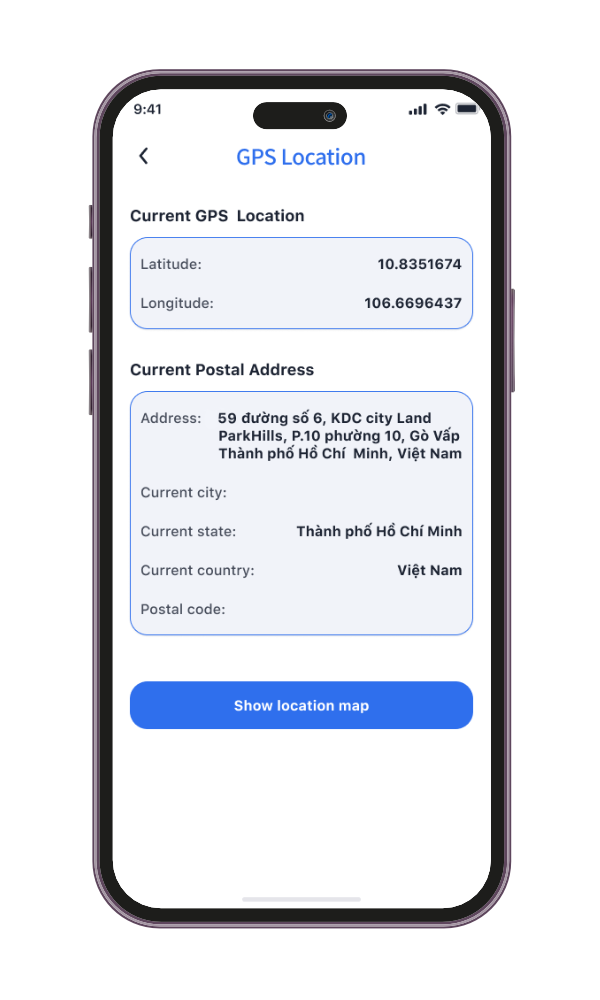 9:41
GPS Location
Current GPS  Location
Latitude: 10.8351674
Longitude: 106.6696437
Current Postal Address
Address: 59 đường số 6, KDC city Land
ParkHills, P.10 phường 10, Gò Vấp
Thành phố Hồ Chí  Minh, Việt Nam
Current city:
Current state: Thành phố Hồ Chí Minh
Current country: Việt Nam
Postal code:
Show location map